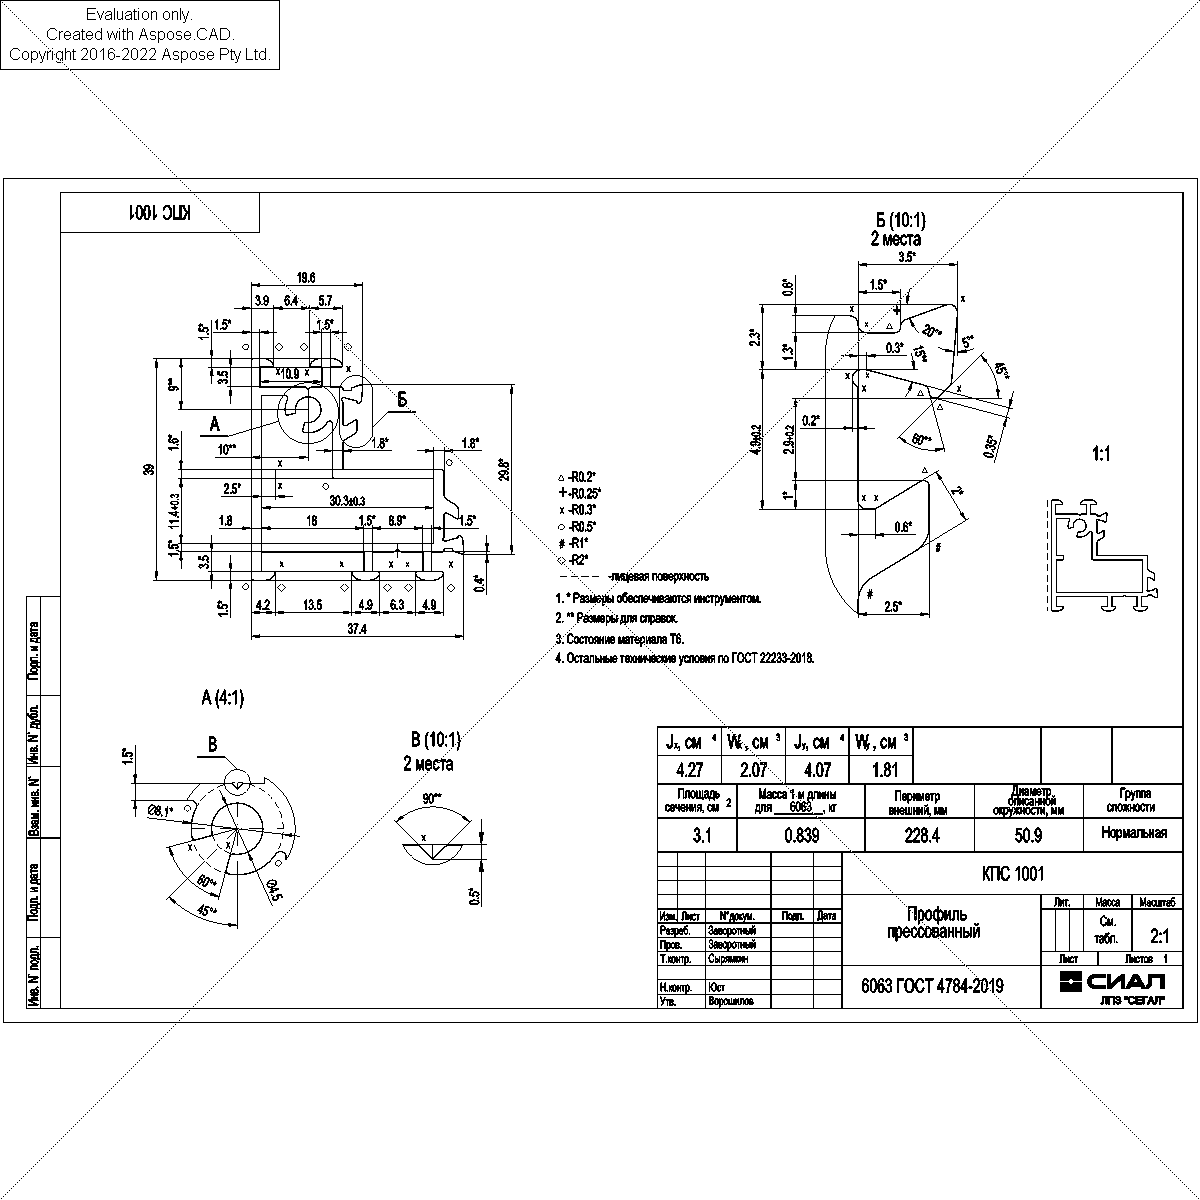 Evaluation only.
Created with Aspose.CAD.
Copyright 2016-2022 Aspose Pty Ltd.
КПС 1001
Б (10:1)
2 места
3.5*
1.5*
0.6*
2.3*
1.3*
0.3*
15**
20**
5*
45**
4.9±0.2
2.9±0.2
0.2*
60**
0.35*
1*
2*
0.6*
2.5*
19.6
3.9
6.4
5.7
1.5*
1.5*
1.5*
3.5
10.9
9**
39
А
Б
10**
1.6*
1.8*
1.8*
29.8*
2.5*
30.3±0.3
11.4±0.3
1.8
16
1.5*
8.9*
1.5*
1.5*
3.5
0.4*
1.5*
4.2
13.5
4.9
6.3
4.9
37.4
1:1
-R0.2*
-R0.25*
-R0.3*
-R0.5*
-R1*
-R2*
-лицевая поверхность
1. * Размеры обеспечиваются инструментом.
2. ** Размеры для справок.
3. Состояние материала Т6.
4. Остальные технические условия по ГОСТ 22233-2018.
А (4:1)
В
1.5*
Ø8.1*
60**
45**
Ø4.5
В (10:1)
2 места
90**
0.5*
Jx, см 4
Wx, см 3
Jy, см 4
Wy, см 3
4.27
2.07
4.07
1.81
Площадь сечения, см 2
Масса 1 м длины для 6063, кг
Периметр внешний, мм
Диаметр описанной окружности, мм
Группа сложности
3.1
0.839
228.4
50.9
Нормальная
КПС 1001
Изм. Лист № докум. Подп. Дата
Разраб. Заворотный
Пров. Заворотный
Т.контр. Сырямкин
Н.контр. Юст
Утв. Ворошилов
Профиль
прессованный
Лит. Масса Масштаб
См.
табл.
2:1
Лист Листов 1
6063 ГОСТ 4784-2019
СИАЛ
ЛПЗ "СЕГАЛ"
Подп. и дата
Инв. № дубл.
Взам. инв. №
Подп. и дата
Инв. № подл.